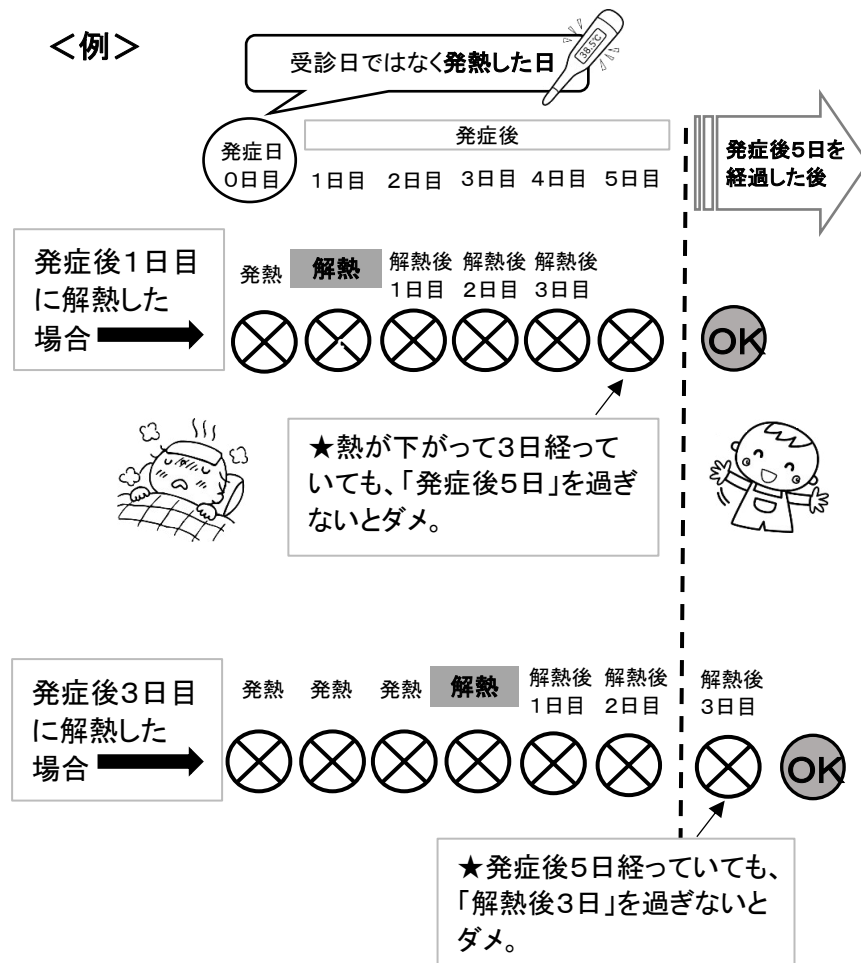 ＜例＞
受診日ではなく発熱した日
38.5℃
発症日
0日目
発症後
1日目 2日目 3日目 4日目 5日目
発症後5日を
経過した後
発症後1日目
に解熱した
場合
発熱 解熱 解熱後 解熱後 解熱後
1日目 2日目 3日目
OK
★熱が下がって3日経って
いても、「発症後5日」を過ぎ
ないとダメ。
発症後3日目
に解熱した
場合
発熱 発熱 発熱 解熱 解熱後 解熱後 解熱後
1日目 2日目 3日目
OK
★発症後5日経っていても、
「解熱後3日」を過ぎないと
ダメ。